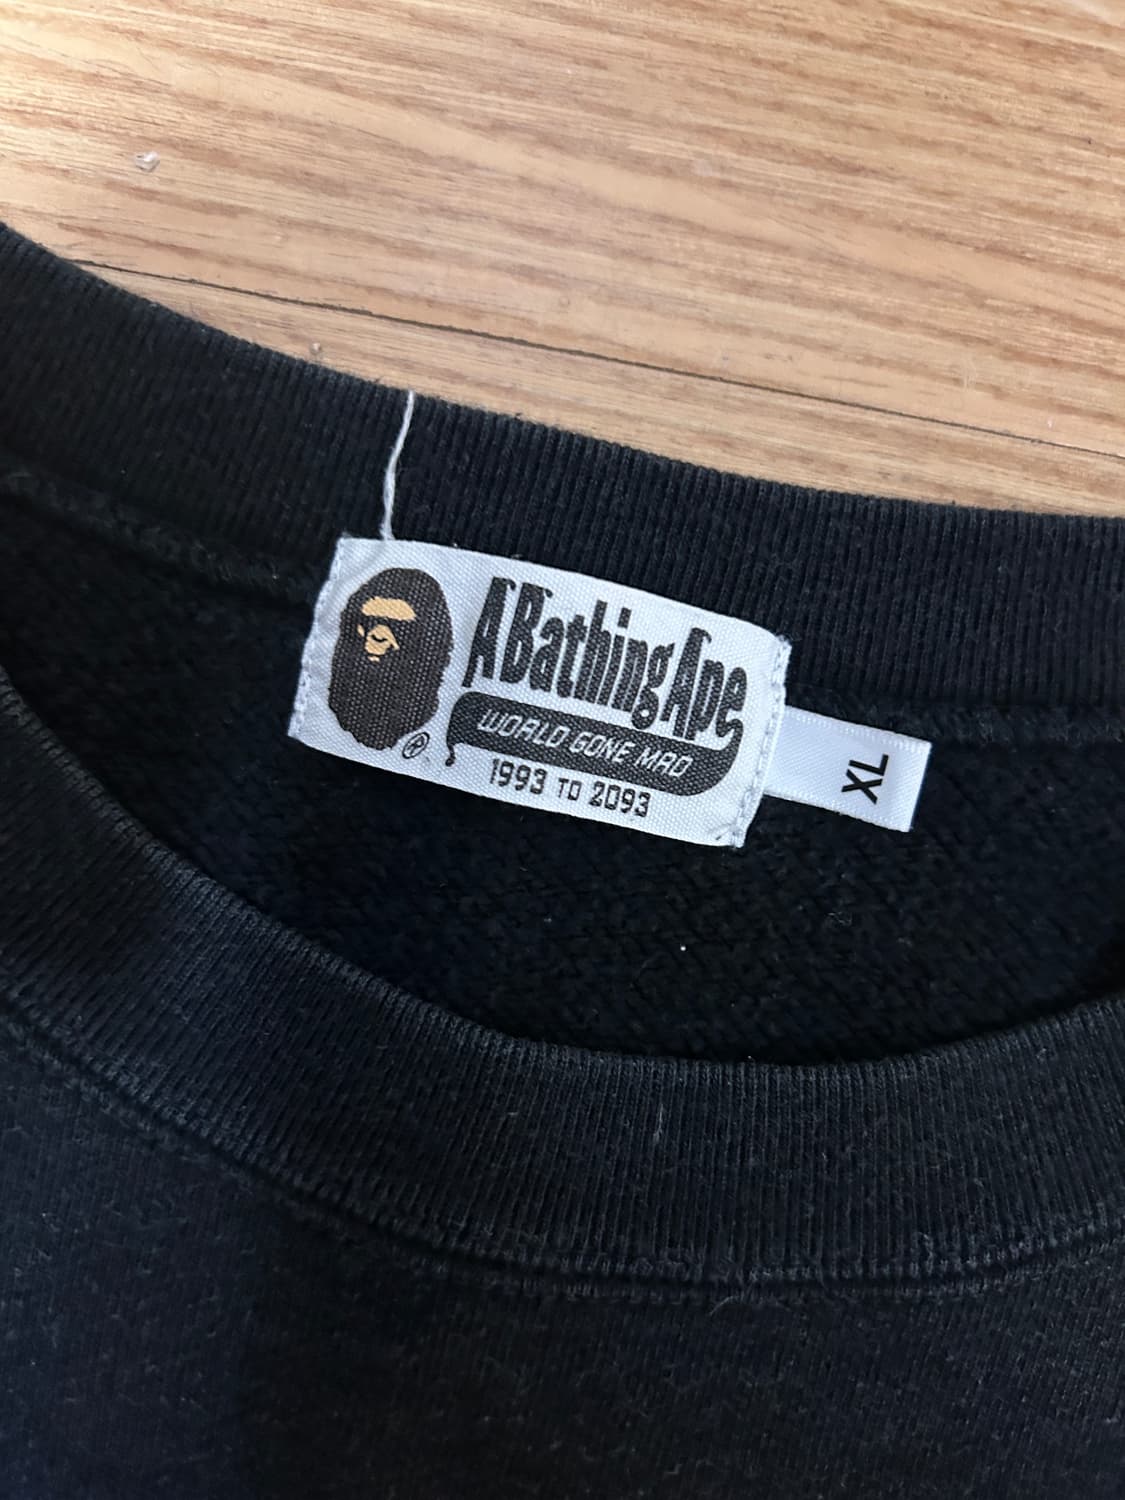 A Bathing Ape
WORLD GONE MAD
1993 TO 2093
®
XL